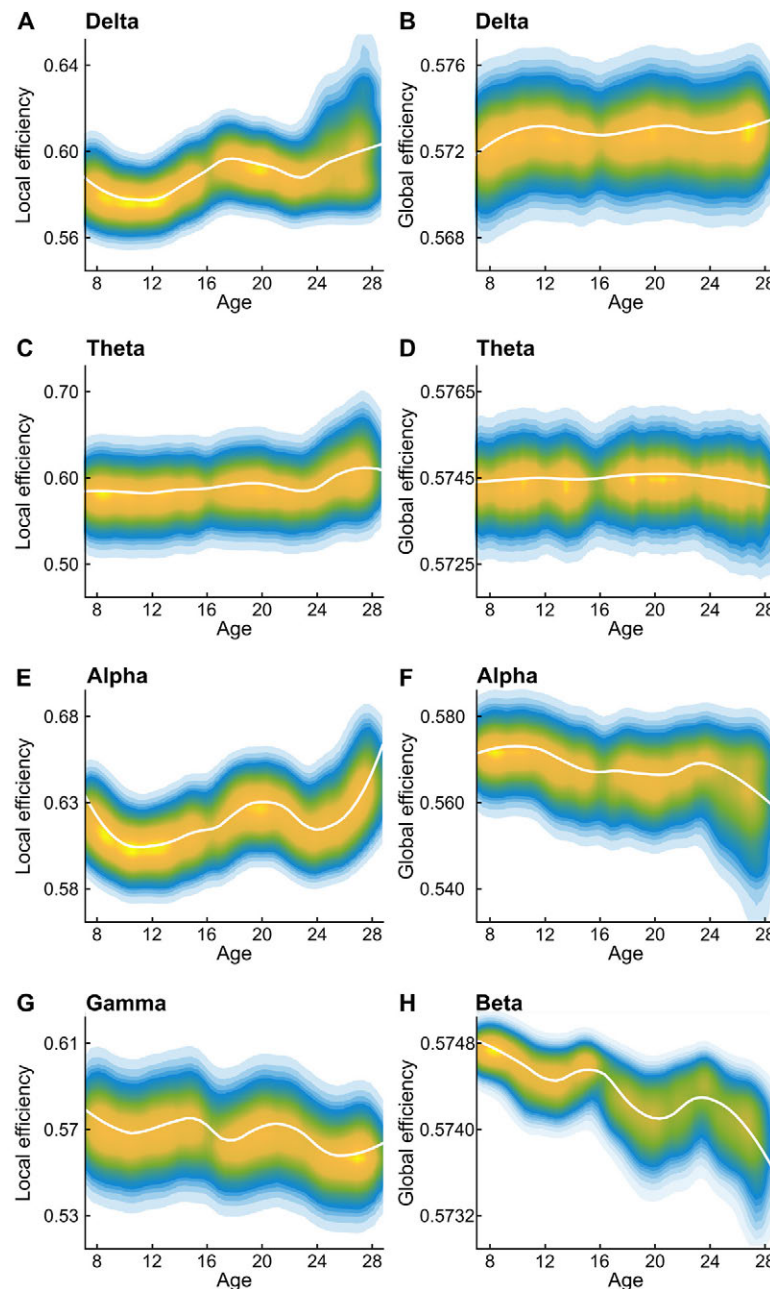 A Delta
Local efficiency
0.64
0.60
0.56
8 12 16 20 24 28
Age
B Delta
Global efficiency
0.576
0.572
0.568
8 12 16 20 24 28
Age
C Theta
Local efficiency
0.70
0.60
0.50
8 12 16 20 24 28
Age
D Theta
Global efficiency
0.5765
0.5745
0.5725
8 12 16 20 24 28
Age
E Alpha
Local efficiency
0.68
0.63
0.58
8 12 16 20 24 28
Age
F Alpha
Global efficiency
0.580
0.560
0.540
8 12 16 20 24 28
Age
G Gamma
Local efficiency
0.61
0.57
0.53
8 12 16 20 24 28
Age
H Beta
Global efficiency
0.5748
0.5740
0.5732
8 12 16 20 24 28
Age